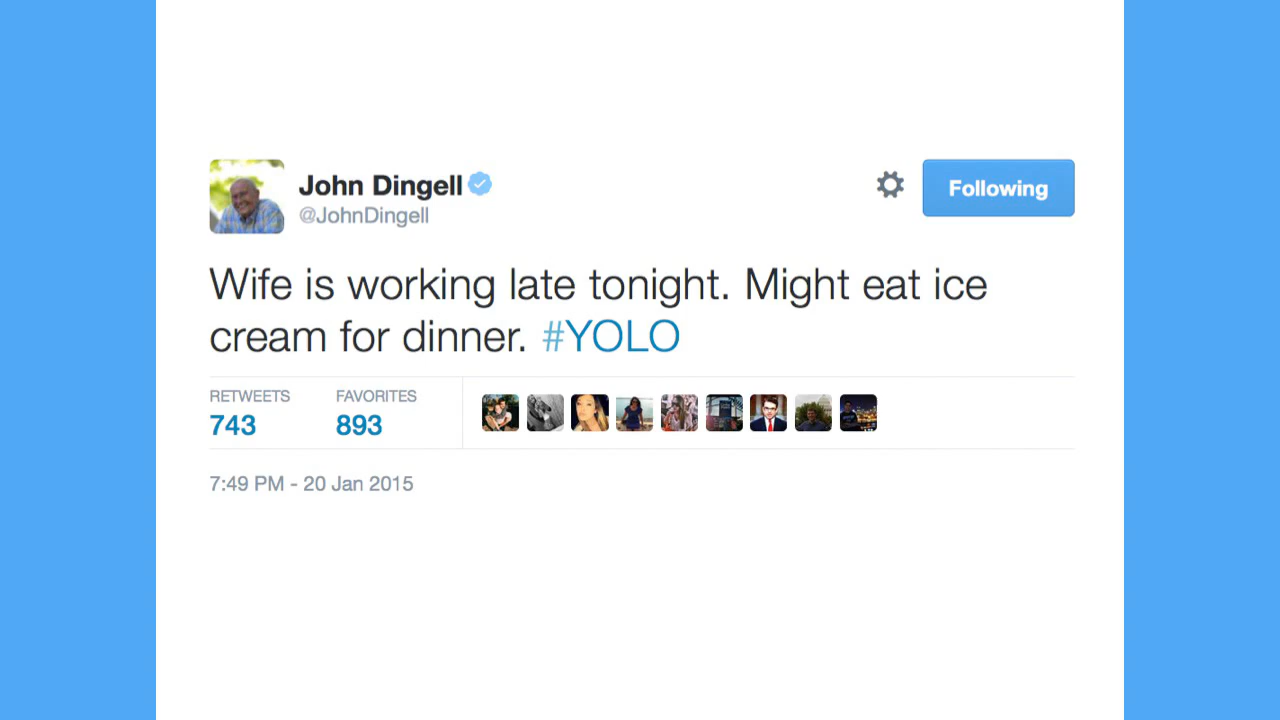 John Dingell
@JohnDingell
Following
Wife is working late tonight. Might eat ice
cream for dinner. #YOLO
RETWEETS FAVORITES
743 893
7:49 PM - 20 Jan 2015